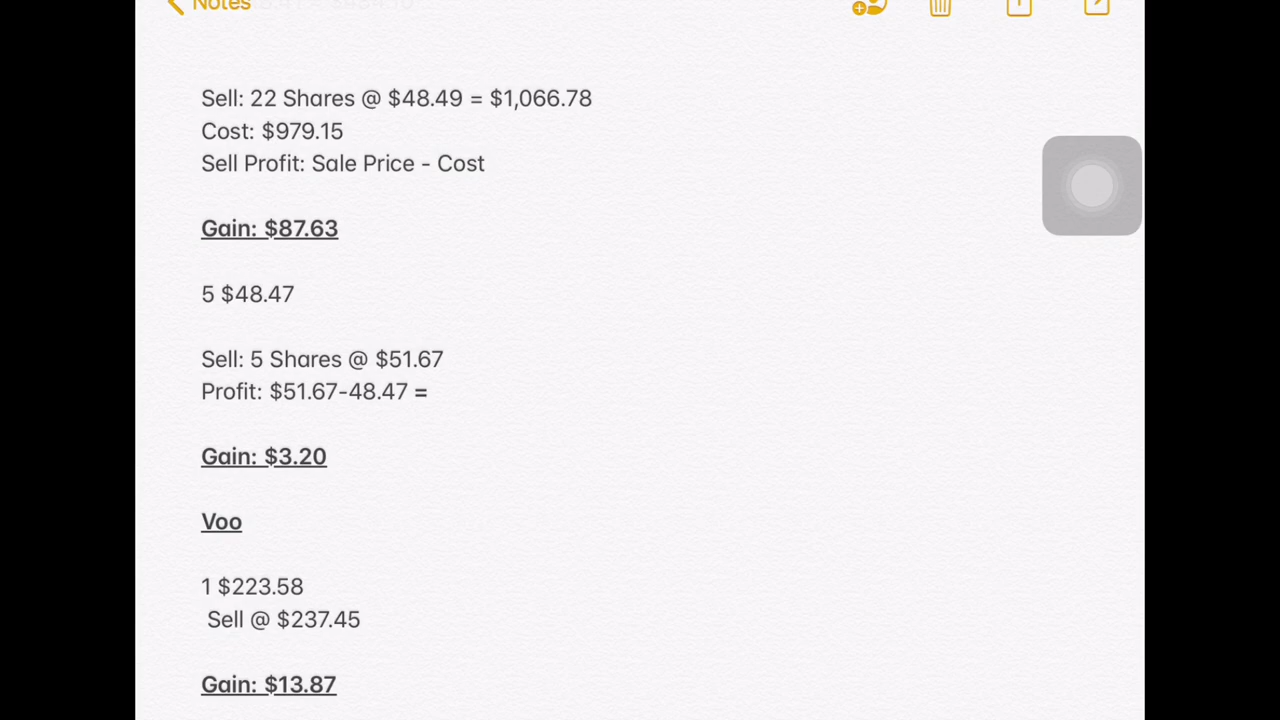 Notes
Sell: 22 Shares @ $48.49 = $1,066.78
Cost: $979.15
Sell Profit: Sale Price - Cost
Gain: $87.63
5 $48.47
Sell: 5 Shares @ $51.67
Profit: $51.67-48.47 =
Gain: $3.20
Voo
1 $223.58
Sell @ $237.45
Gain: $13.87